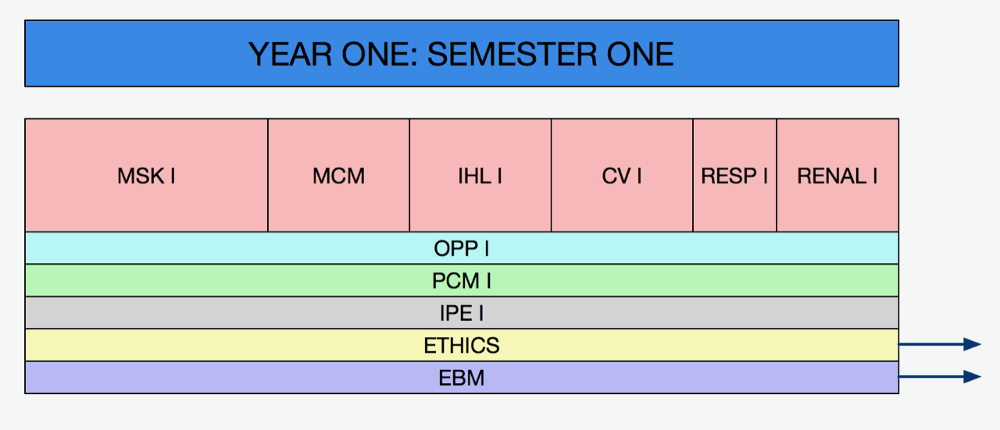 YEAR ONE: SEMESTER ONE
MSK I MCM IHL I CV I RESP I RENAL I
OPP I
PCM I
IPE I
ETHICS
EBM